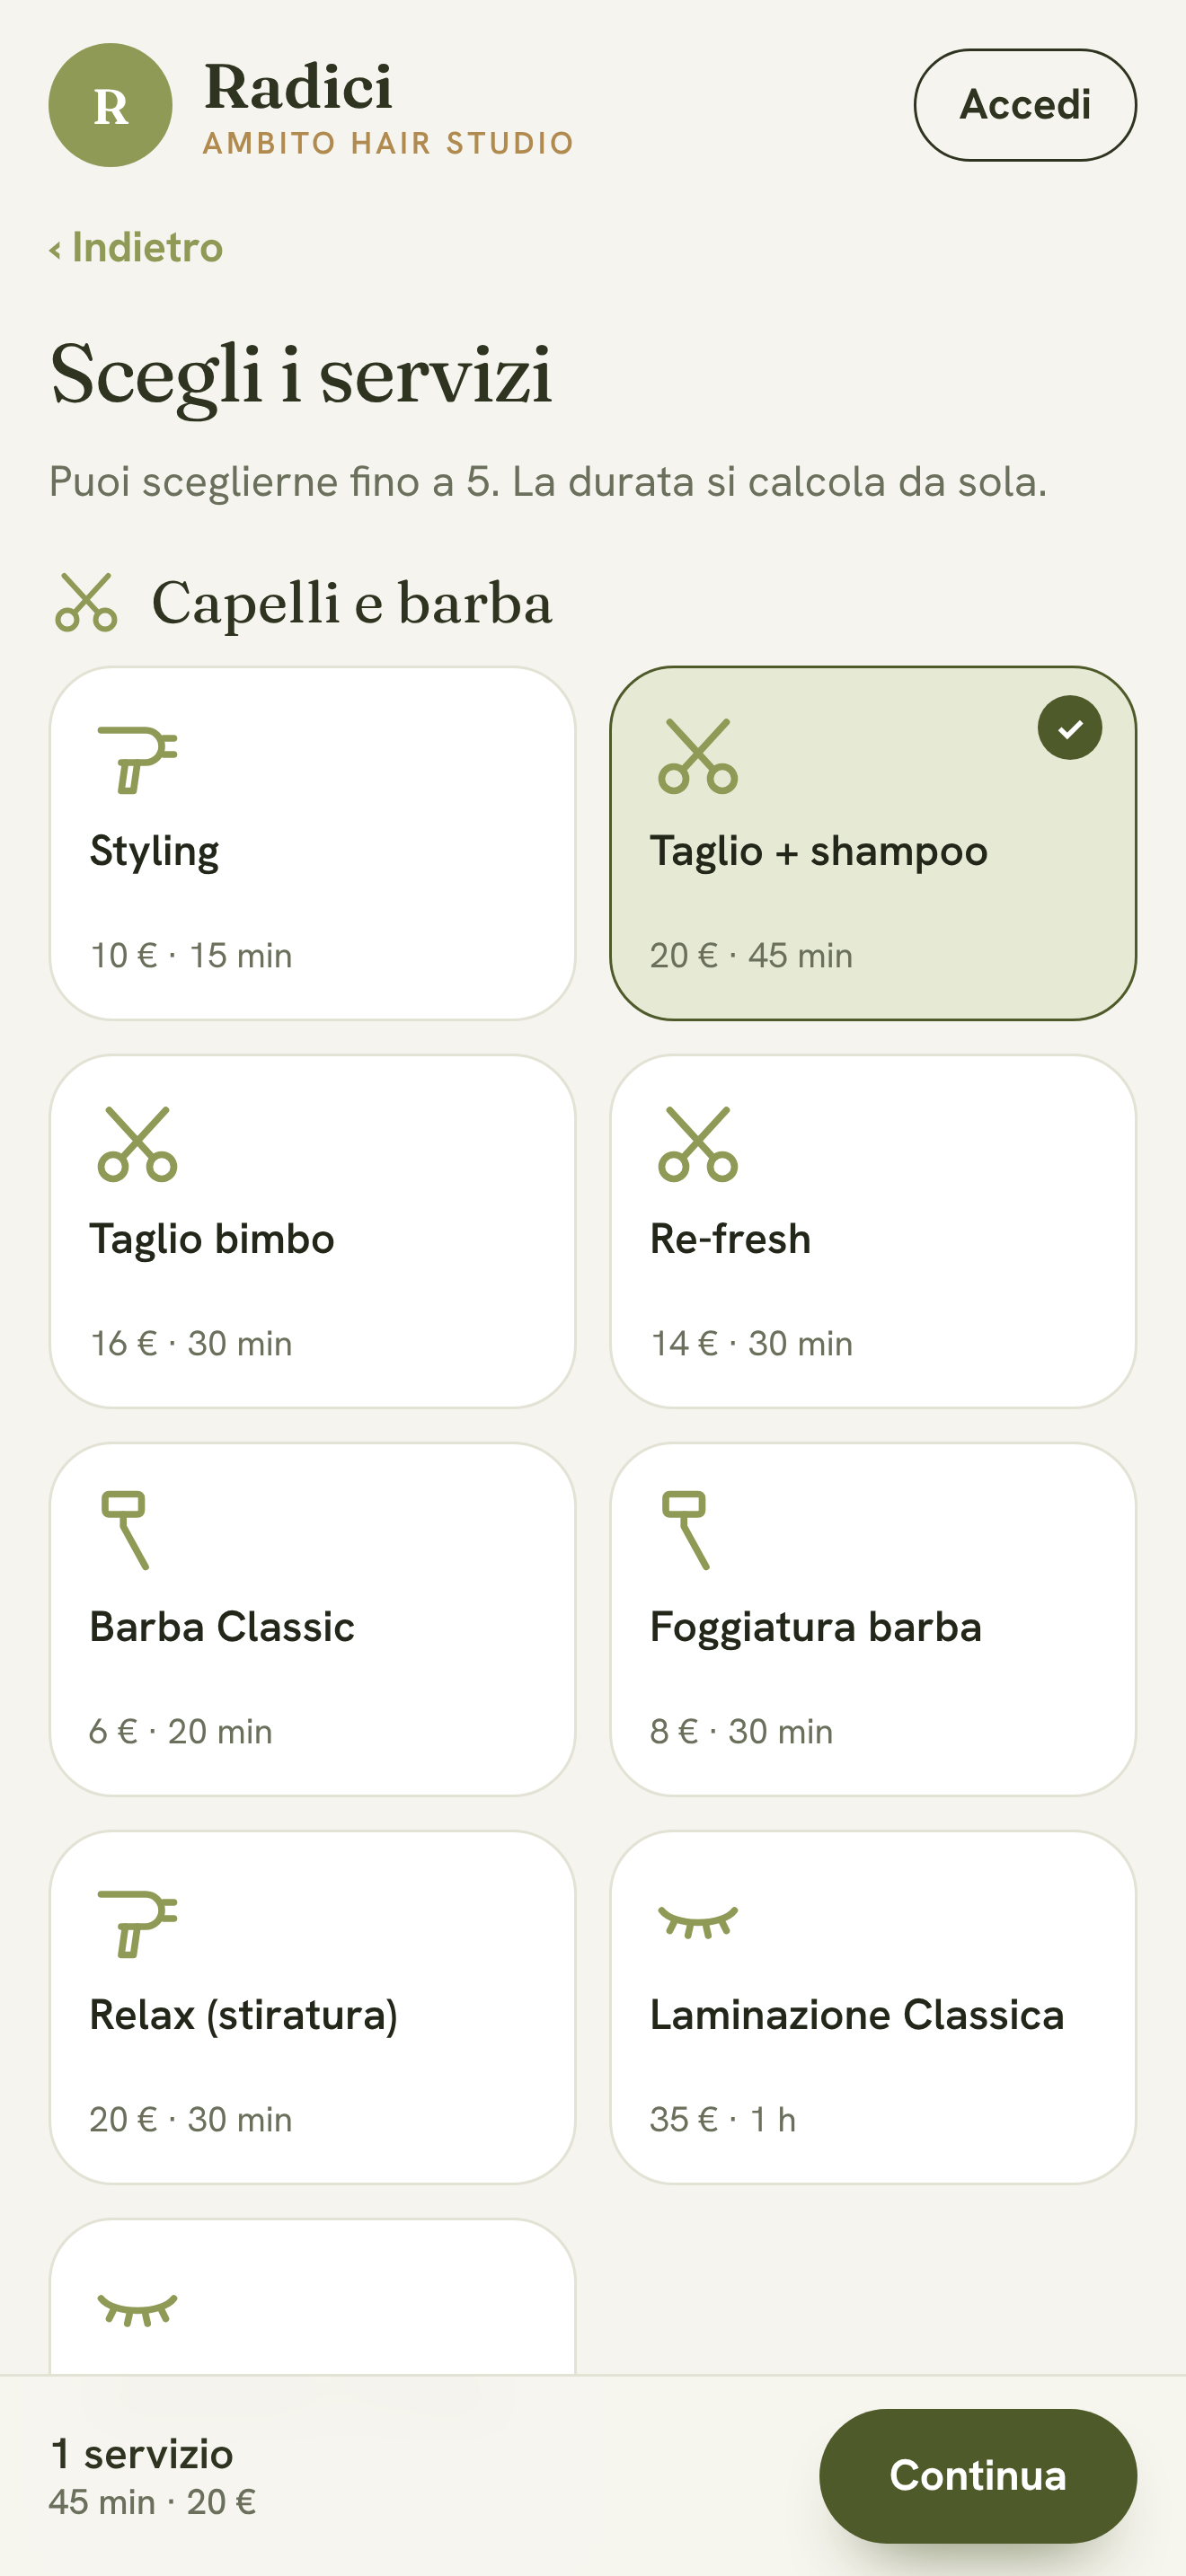 R
Radici
AMBITO HAIR STUDIO
Accedi
‹ Indietro
Scegli i servizi
Puoi sceglierne fino a 5. La durata si calcola da sola.
Capelli e barba
Styling
10 € · 15 min
Taglio + shampoo
20 € · 45 min
Taglio bimbo
16 € · 30 min
Re-fresh
14 € · 30 min
Barba Classic
6 € · 20 min
Foggiatura barba
8 € · 30 min
Relax (stiratura)
20 € · 30 min
Laminazione Classica
35 € · 1 h
1 servizio
45 min · 20 €
Continua